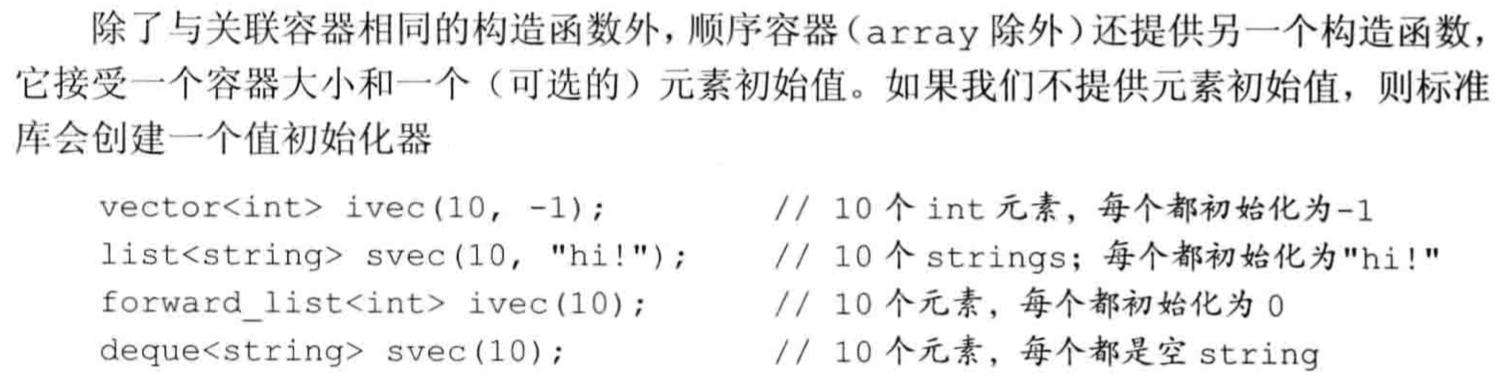 除了与关联容器相同的构造函数外，顺序容器（array 除外）还提供另一个构造函数，
它接受一个容器大小和一个（可选的）元素初始值。如果我们不提供元素初始值，则标准
库会创建一个值初始化器
vector<int> ivec(10, -1); // 10 个 int 元素，每个都初始化为-1
list<string> svec(10, "hi!"); // 10 个 strings；每个都初始化为"hi!"
forward_list<int> ivec(10); // 10 个元素，每个都初始化为 0
deque<string> svec(10); // 10 个元素，每个都是空 string